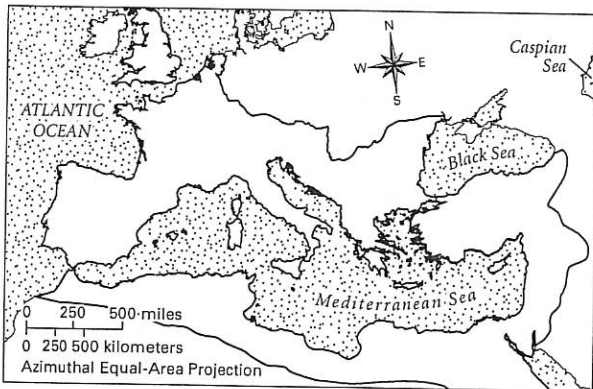 N
W E
S
Caspian
Sea
ATLANTIC
OCEAN
Black Sea
Mediterranean Sea
0 250 500 miles
0 250 500 kilometers
Azimuthal Equal-Area Projection